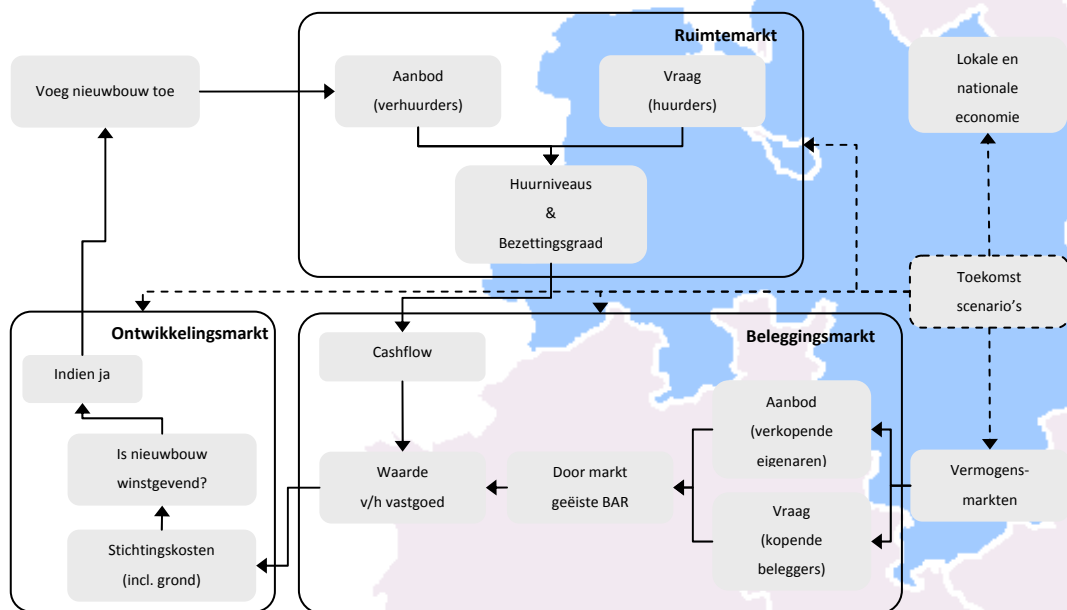 Ruimtemarkt
Voeg nieuwbouw toe
Aanbod
(verhuurders)
Vraag
(huurders)
Lokale en
nationale
economie
Huurniveaus
&
Bezettingsgraad
Toekomst
scenario's
Ontwikkelingsmarkt
Indien ja
Is nieuwbouw
winstgevend?
Stichtingskosten
(incl. grond)
Beleggingsmarkt
Cashflow
Waarde
v/h vastgoed
Door markt
geëiste BAR
Aanbod
(verkopende
eigenaren)
Vraag
(kopende
beleggers)
Vermogens-
markten